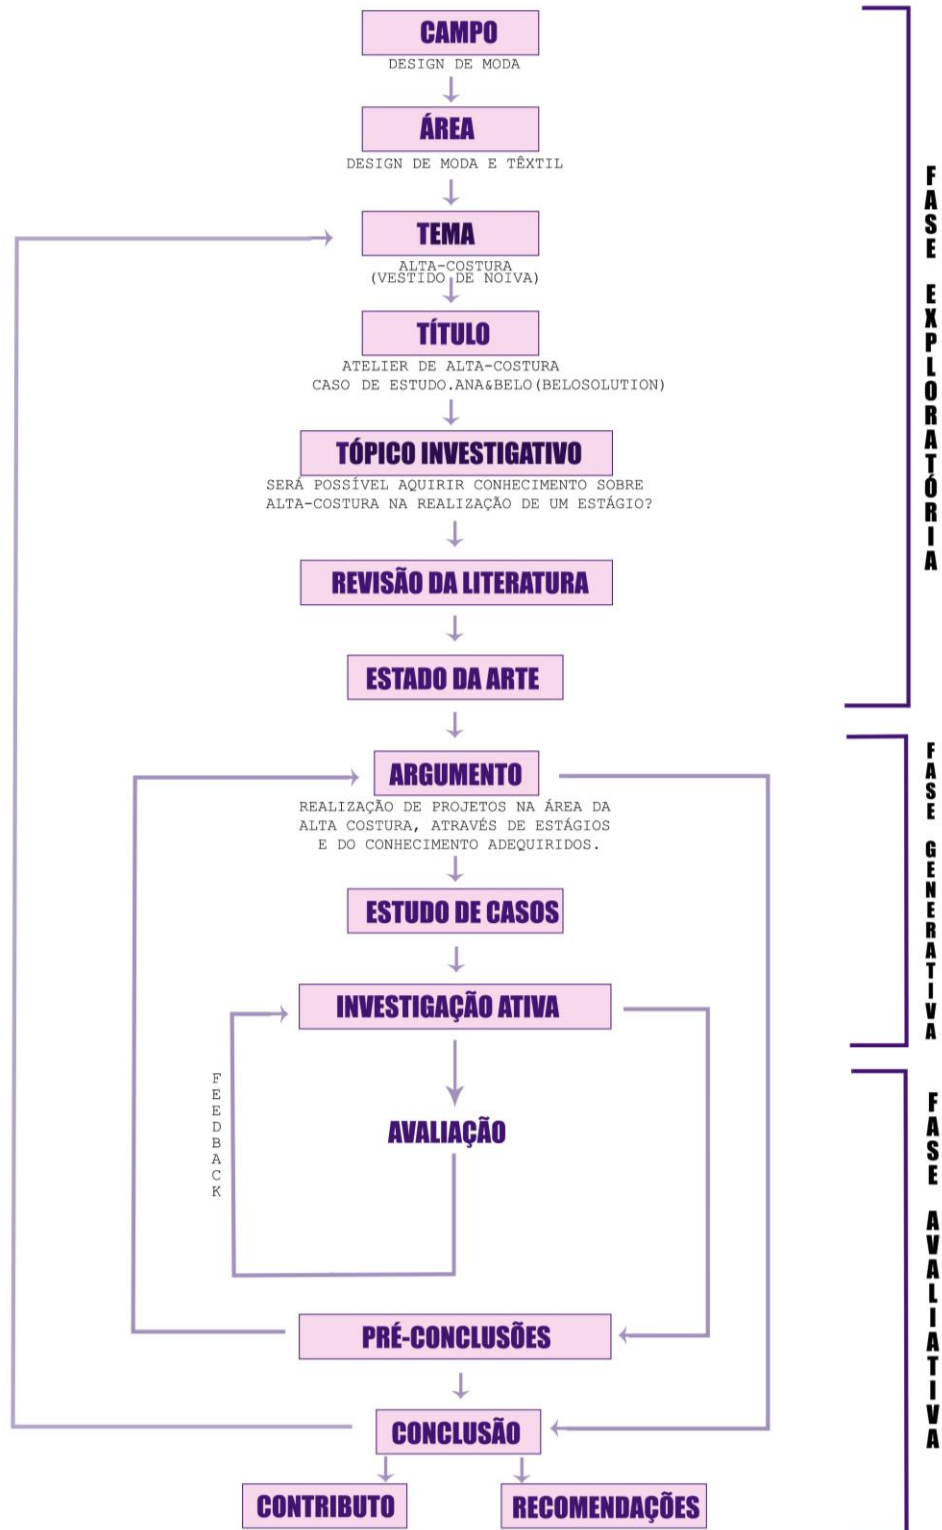 CAMPO
DESIGN DE MODA
ÁREA
DESIGN DE MODA E TÊXTIL
TEMA
ALTA-COSTURA
(VESTIDO DE NOIVA)
TÍTULO
ATELIER DE ALTA-COSTURA
CASO DE ESTUDO.ANA&BELO(BELOSOLUTION)
TÓPICO INVESTIGATIVO
SERÁ POSSÍVEL AQUIRIR CONHECIMENTO SOBRE
ALTA-COSTURA NA REALIZAÇÃO DE UM ESTÁGIO?
REVISÃO DA LITERATURA
ESTADO DA ARTE
FASE EXPLORATÓRIA
ARGUMENTO
REALIZAÇÃO DE PROJETOS NA ÁREA DA
ALTA COSTURA, ATRAVÉS DE ESTÁGIOS
E DO CONHECIMENTO ADEQUIRIDOS.
ESTUDO DE CASOS
INVESTIGAÇÃO ATIVA
FASE GENERATIVA
FEEDBACK
AVALIAÇÃO
PRÉ-CONCLUSÕES
CONCLUSÃO
CONTRIBUTO
RECOMENDAÇÕES
FASE AVALIATIVA